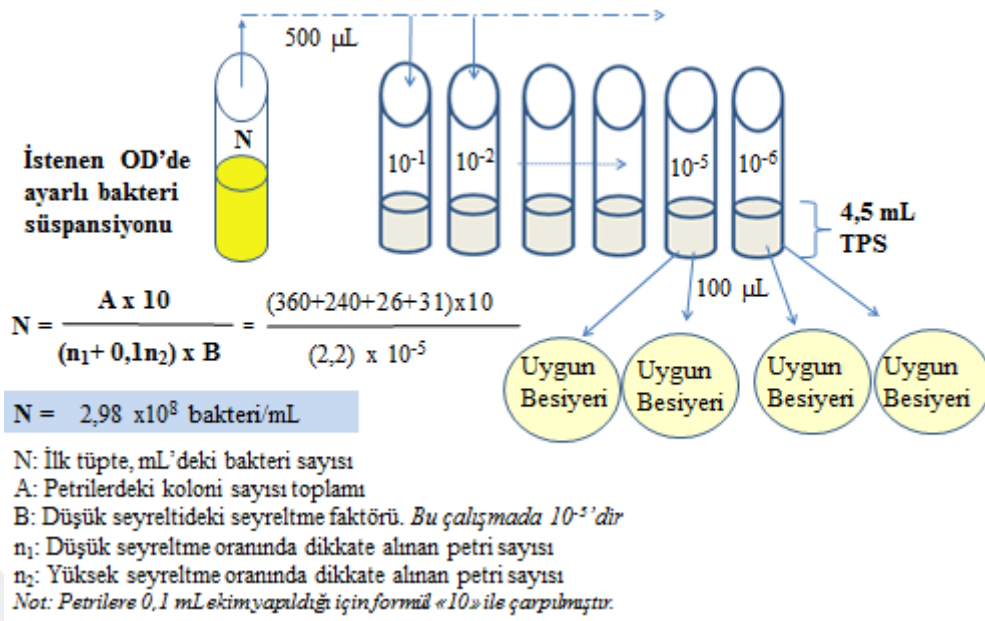 500 µL
N
10⁻¹
10⁻²
10⁻⁵
10⁻⁶
İstenen OD’de
ayarlı bakteri
süspansiyonu
4,5 mL
TPS
100 µL
N = A x 10 / (n₁+ 0,1n₂) x B = (360+240+26+31)x10 / (2,2) x 10⁻⁵
Uygun
Besiyeri
Uygun
Besiyeri
Uygun
Besiyeri
Uygun
Besiyeri
N = 2,98 x10⁸ bakteri/mL
N: İlk tüpte, mL’deki bakteri sayısı
A: Petrilerdeki koloni sayısı toplamı
B: Düşük seyreltideki seyreltme faktörü. Bu çalışmada 10⁻⁵’dir
n₁: Düşük seyreltme oranında dikkate alınan petri sayısı
n₂: Yüksek seyreltme oranında dikkate alınan petri sayısı
Not: Petrilere 0,1 mL ekim yapıldığı için formül «10» ile çarpılmıştır.